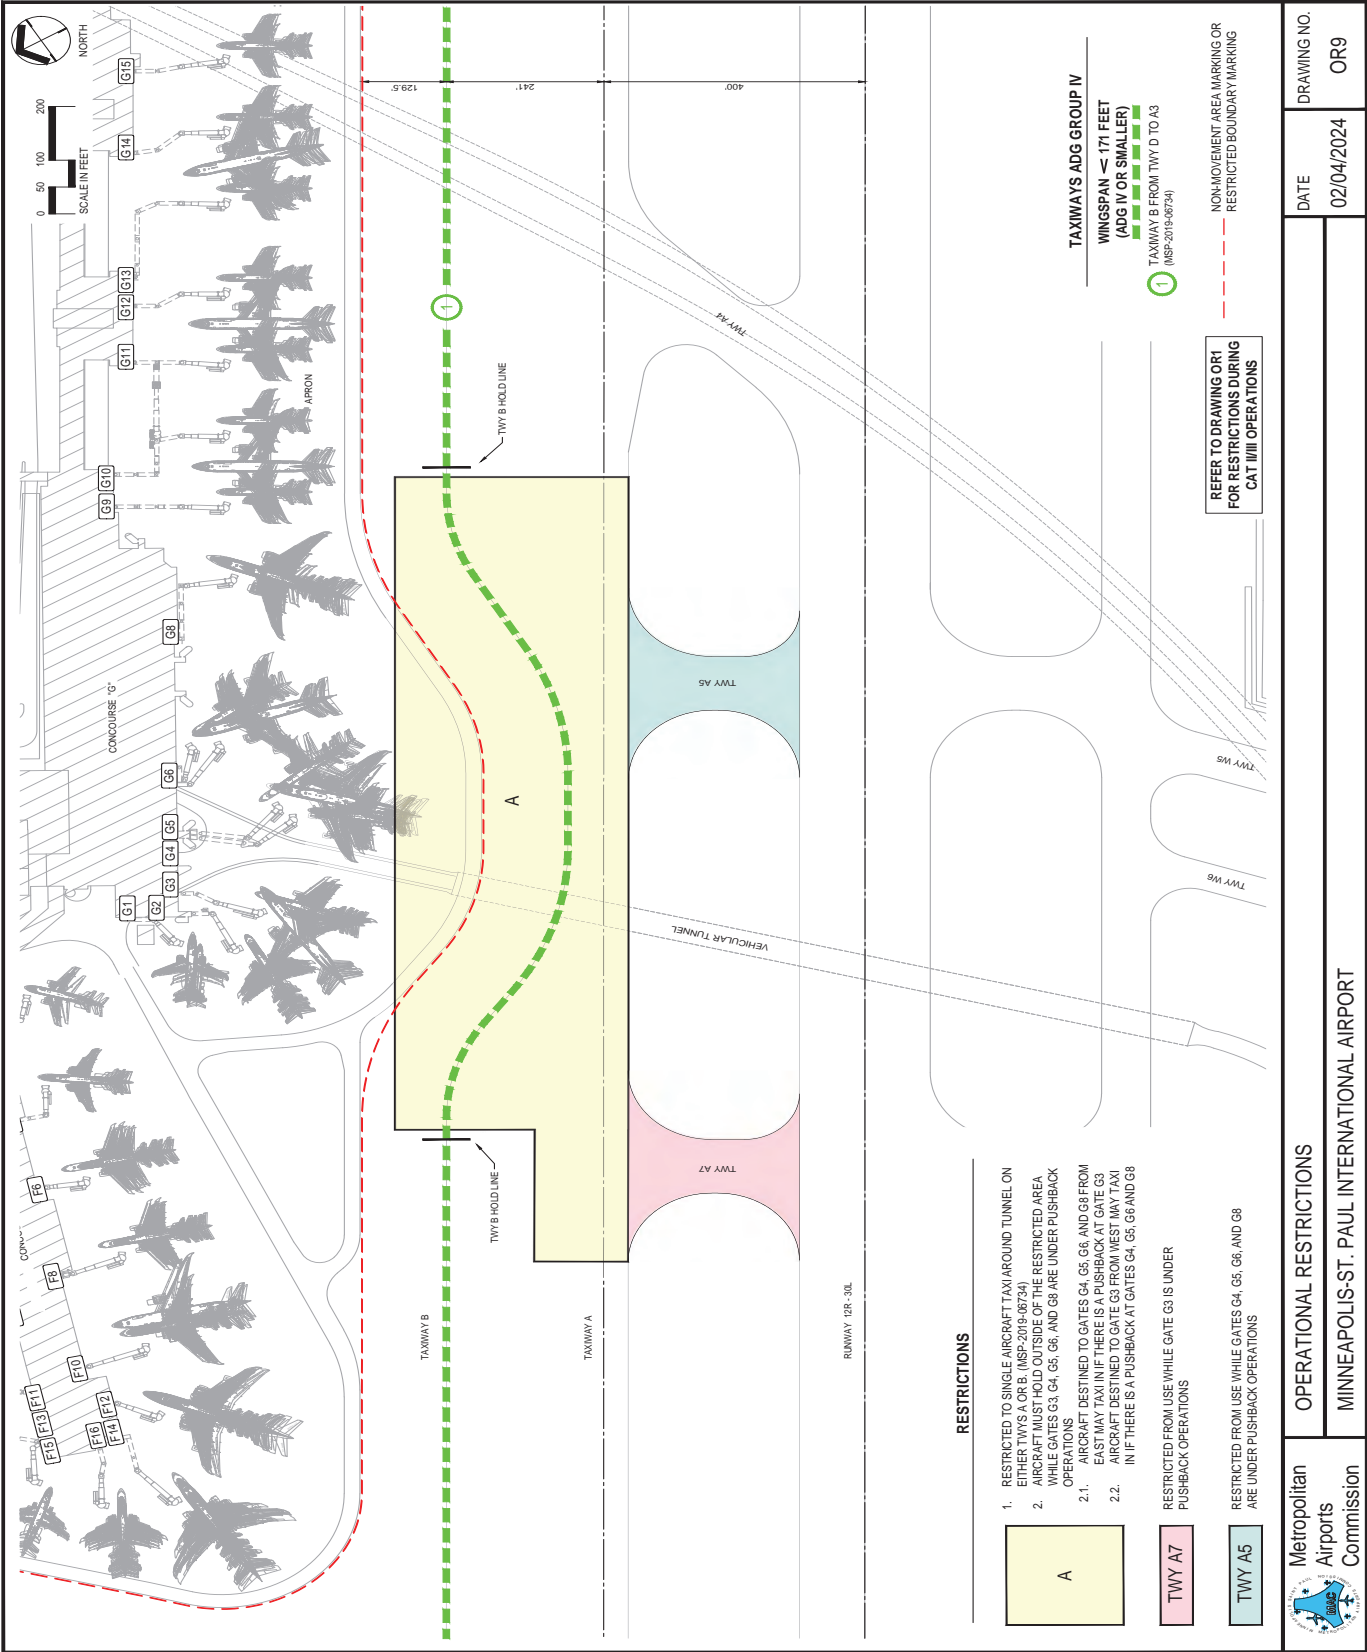 NORTH
0 50 100 200
SCALE IN FEET
G15
G14
G13
G12
G11
G10
G9
G8
G6
G5
G4
G3
G2
G1
CONCOURSE "G"
APRON
F6
F8
F10
F11
F13
F15
F12
F14
F16
129.5'
241'
400'
1
TWY B HOLD LINE
A
TWY B HOLD LINE
TAXIWAY B
TAXIWAY A
RUNWAY 12R - 30L
TWY A4
TWY A5
TWY A7
VEHICULAR TUNNEL
TWY W5
TWY W6
TAXIWAYS ADG GROUP IV
WINGSPAN < 171 FEET
(ADG IV OR SMALLER)
1 TAXIWAY B FROM TWY D TO A3
(MSP-2019-06734)
NON-MOVEMENT AREA MARKING OR
RESTRICTED BOUNDARY MARKING
REFER TO DRAWING OR1
FOR RESTRICTIONS DURING
CAT II/III OPERATIONS
RESTRICTIONS
A
1. RESTRICTED TO SINGLE AIRCRAFT TAXI AROUND TUNNEL ON
EITHER TWYS A OR B. (MSP-2019-06734)
2. AIRCRAFT MUST HOLD OUTSIDE OF THE RESTRICTED AREA
WHILE GATES G3, G4, G5, G6, AND G8 ARE UNDER PUSHBACK
OPERATIONS
2.1. AIRCRAFT DESTINED TO GATES G4, G5, G6, AND G8 FROM
EAST MAY TAXI IN IF THERE IS A PUSHBACK AT GATE G3
2.2. AIRCRAFT DESTINED TO GATE G3 FROM WEST MAY TAXI
IN IF THERE IS A PUSHBACK AT GATES G4, G5, G6 AND G8
TWY A7
RESTRICTED FROM USE WHILE GATE G3 IS UNDER
PUSHBACK OPERATIONS
TWY A5
RESTRICTED FROM USE WHILE GATES G4, G5, G6, AND G8
ARE UNDER PUSHBACK OPERATIONS
MAC
Metropolitan
Airports
Commission
OPERATIONAL RESTRICTIONS
MINNEAPOLIS-ST. PAUL INTERNATIONAL AIRPORT
DATE
02/04/2024
DRAWING NO.
OR9